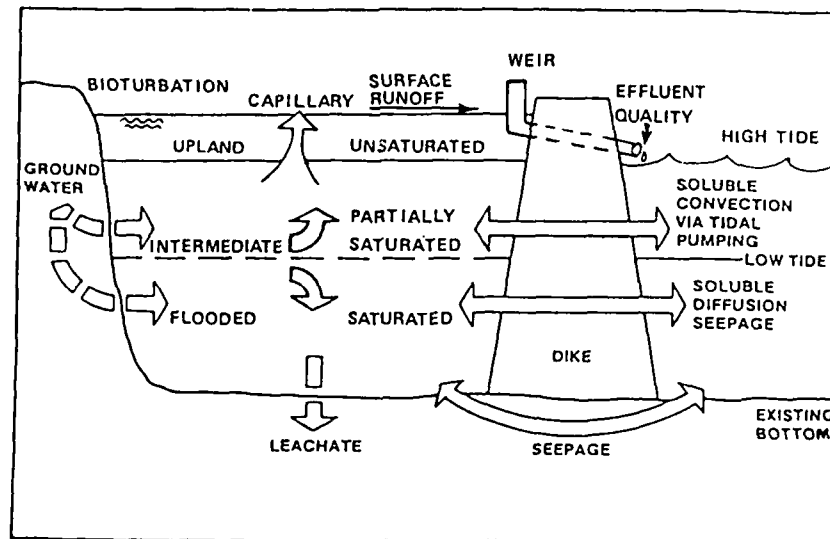 WEIR
BIOTURBATION
SURFACE
RUNOFF
CAPILLARY
EFFLUENT
QUALITY
HIGH TIDE
UPLAND
UNSATURATED
GROUND
WATER
SOLUBLE
CONVECTION
VIA TIDAL
PUMPING
PARTIALLY
SATURATED
INTERMEDIATE
LOW TIDE
FLOODED
SATURATED
SOLUBLE
DIFFUSION
SEEPAGE
DIKE
LEACHATE
SEEPAGE
EXISTING
BOTTOM